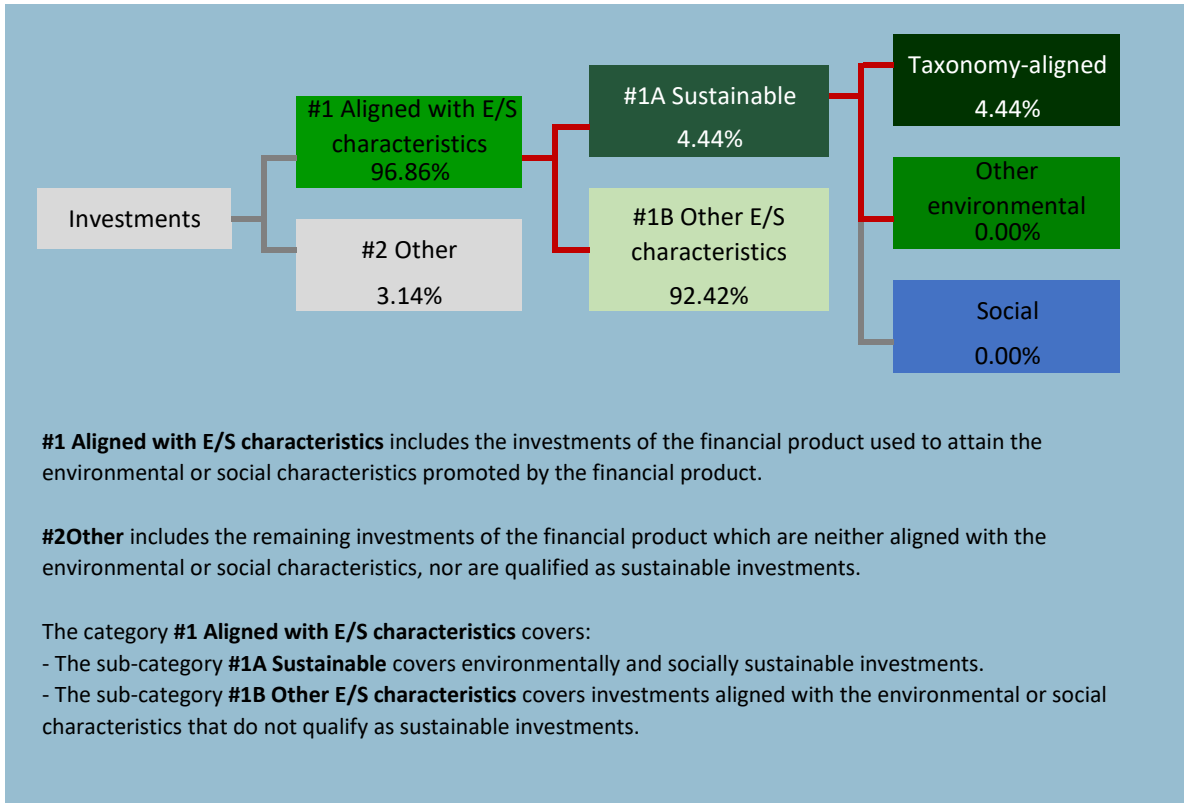 Investments
#1 Aligned with E/S
characteristics
96.86%
#2 Other
3.14%
#1A Sustainable
4.44%
#1B Other E/S
characteristics
92.42%
Taxonomy-aligned
4.44%
Other
environmental
0.00%
Social
0.00%
#1 Aligned with E/S characteristics includes the investments of the financial product used to attain the
environmental or social characteristics promoted by the financial product.
#2Other includes the remaining investments of the financial product which are neither aligned with the
environmental or social characteristics, nor are qualified as sustainable investments.
The category #1 Aligned with E/S characteristics covers:
- The sub-category #1A Sustainable covers environmentally and socially sustainable investments.
- The sub-category #1B Other E/S characteristics covers investments aligned with the environmental or social
characteristics that do not qualify as sustainable investments.